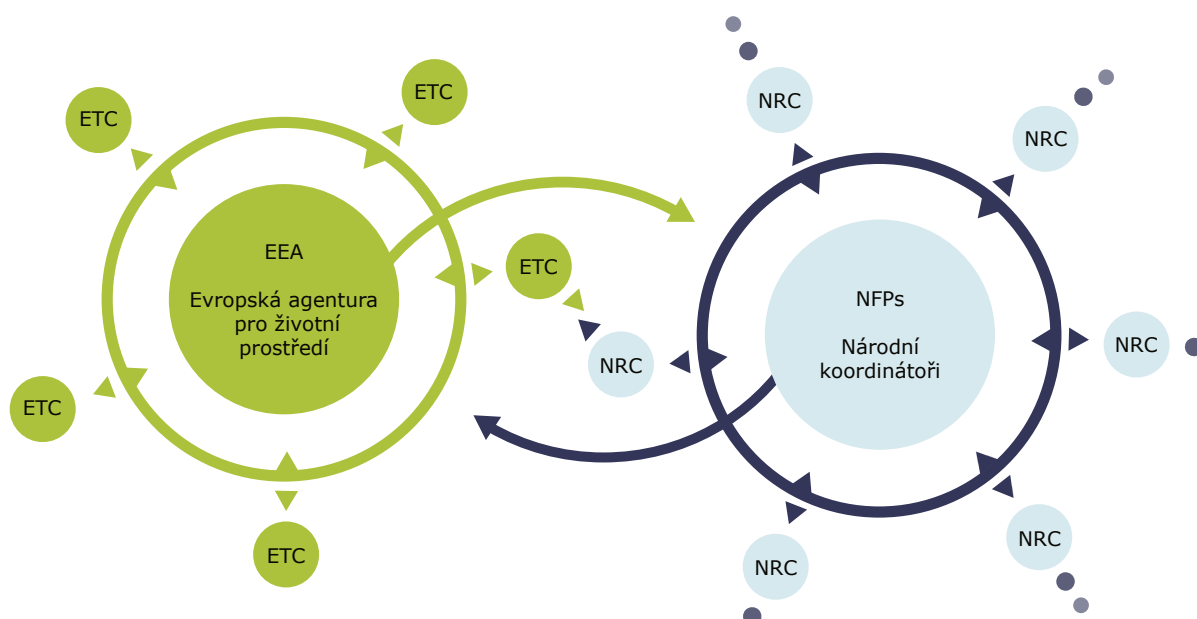 ETC
ETC
EEA
Evropská agentura
pro životní
prostředí
ETC
ETC
ETC
NRC
NRC
NFPs
Národní
koordinátoři
NRC
NRC
NRC
NRC